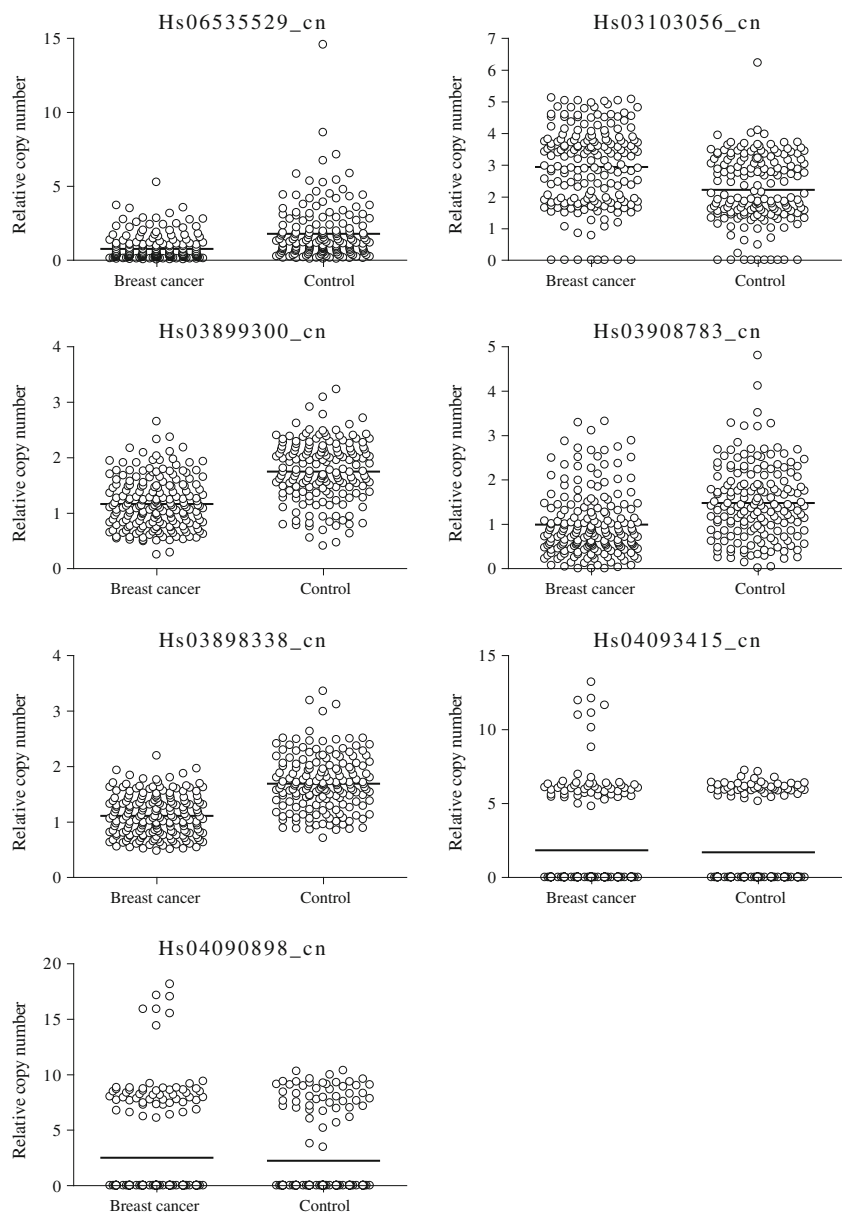 Hs06535529_cn
Relative copy number
15
10
5
0
Breast cancer
Control
Hs03103056_cn
Relative copy number
7
6
5
4
3
2
1
0
Breast cancer
Control
Hs03899300_cn
Relative copy number
4
3
2
1
0
Breast cancer
Control
Hs03908783_cn
Relative copy number
5
4
3
2
1
0
Breast cancer
Control
Hs03898338_cn
Relative copy number
4
3
2
1
0
Breast cancer
Control
Hs04093415_cn
Relative copy number
15
10
5
0
Breast cancer
Control
Hs04090898_cn
Relative copy number
20
15
10
5
0
Breast cancer
Control